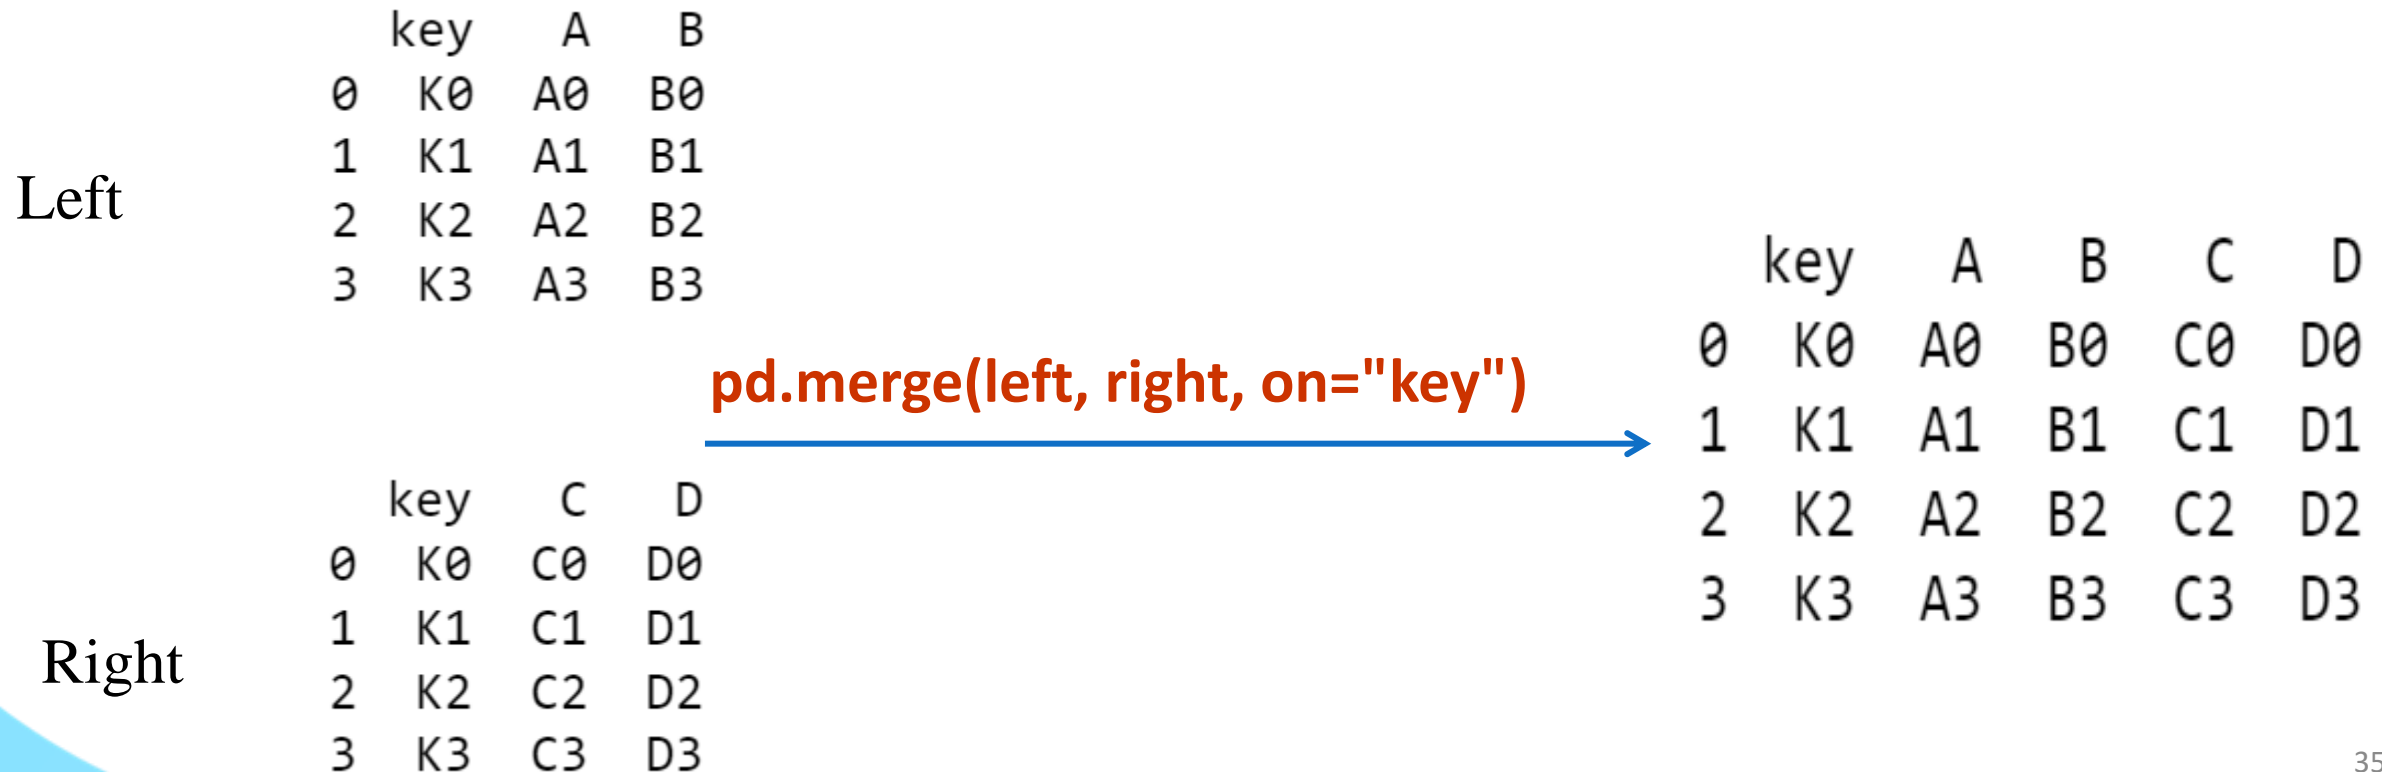 key A B
0 K0 A0 B0
1 K1 A1 B1
Left
2 K2 A2 B2
3 K3 A3 B3
pd.merge(left, right, on="key")
key C D
0 K0 C0 D0
1 K1 C1 D1
Right
2 K2 C2 D2
3 K3 C3 D3
key A B C D
0 K0 A0 B0 C0 D0
1 K1 A1 B1 C1 D1
2 K2 A2 B2 C2 D2
3 K3 A3 B3 C3 D3
35